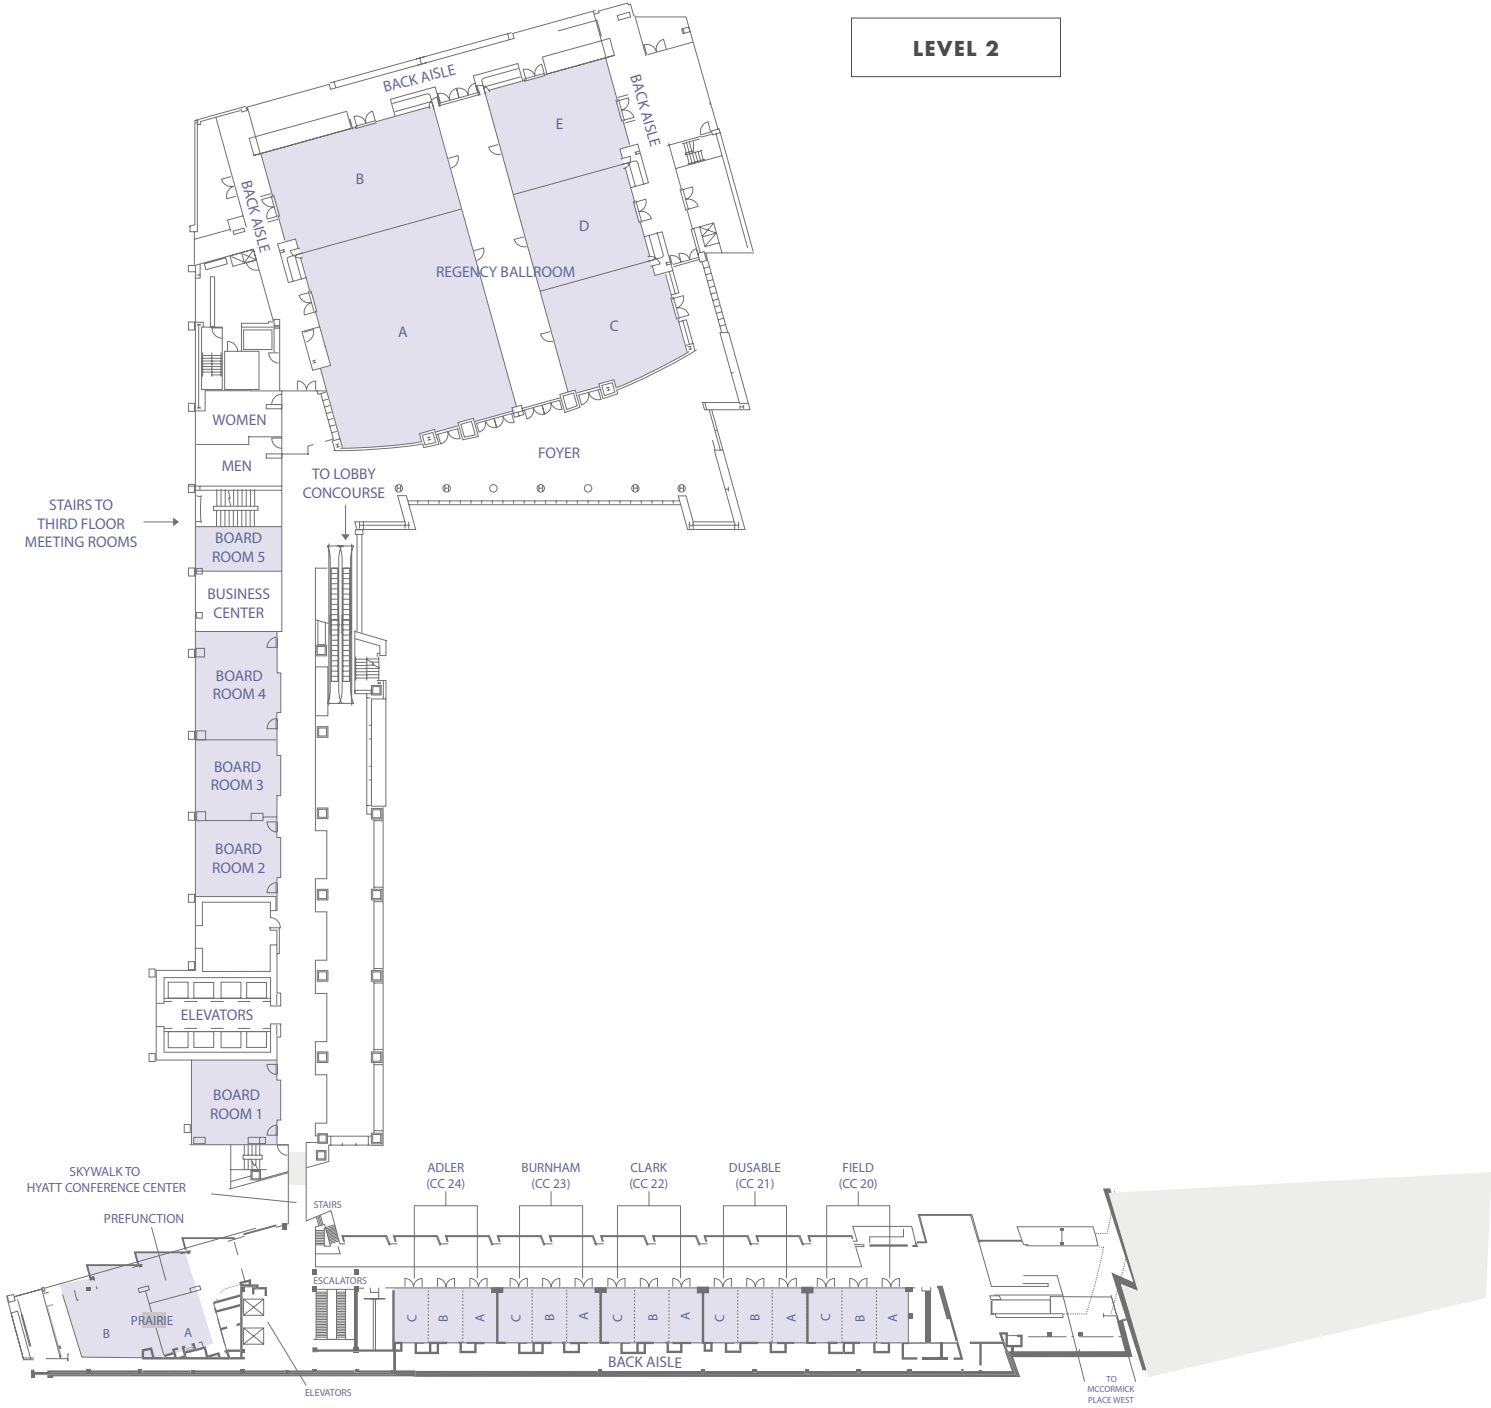 LEVEL 2
BACK AISLE
BACK AISLE
E
B
BACK AISLE
D
REGENCY BALLROOM
C
A
WOMEN
MEN
FOYER
TO LOBBY
CONCOURSE
STAIRS TO
THIRD FLOOR
MEETING ROOMS
BOARD
ROOM 5
BUSINESS
CENTER
BOARD
ROOM 4
BOARD
ROOM 3
BOARD
ROOM 2
ELEVATORS
BOARD
ROOM 1
SKYWALK TO
HYATT CONFERENCE CENTER
PREFUNCTION
STAIRS
ADLER
(CC 24)
BURNHAM
(CC 23)
CLARK
(CC 22)
DUSABLE
(CC 21)
FIELD
(CC 20)
ESCALATORS
PRAIRIE
B
A
C B A C B A C B A C B A C B A
BACK AISLE
ELEVATORS
TO
MCCORMICK
PLACE WEST